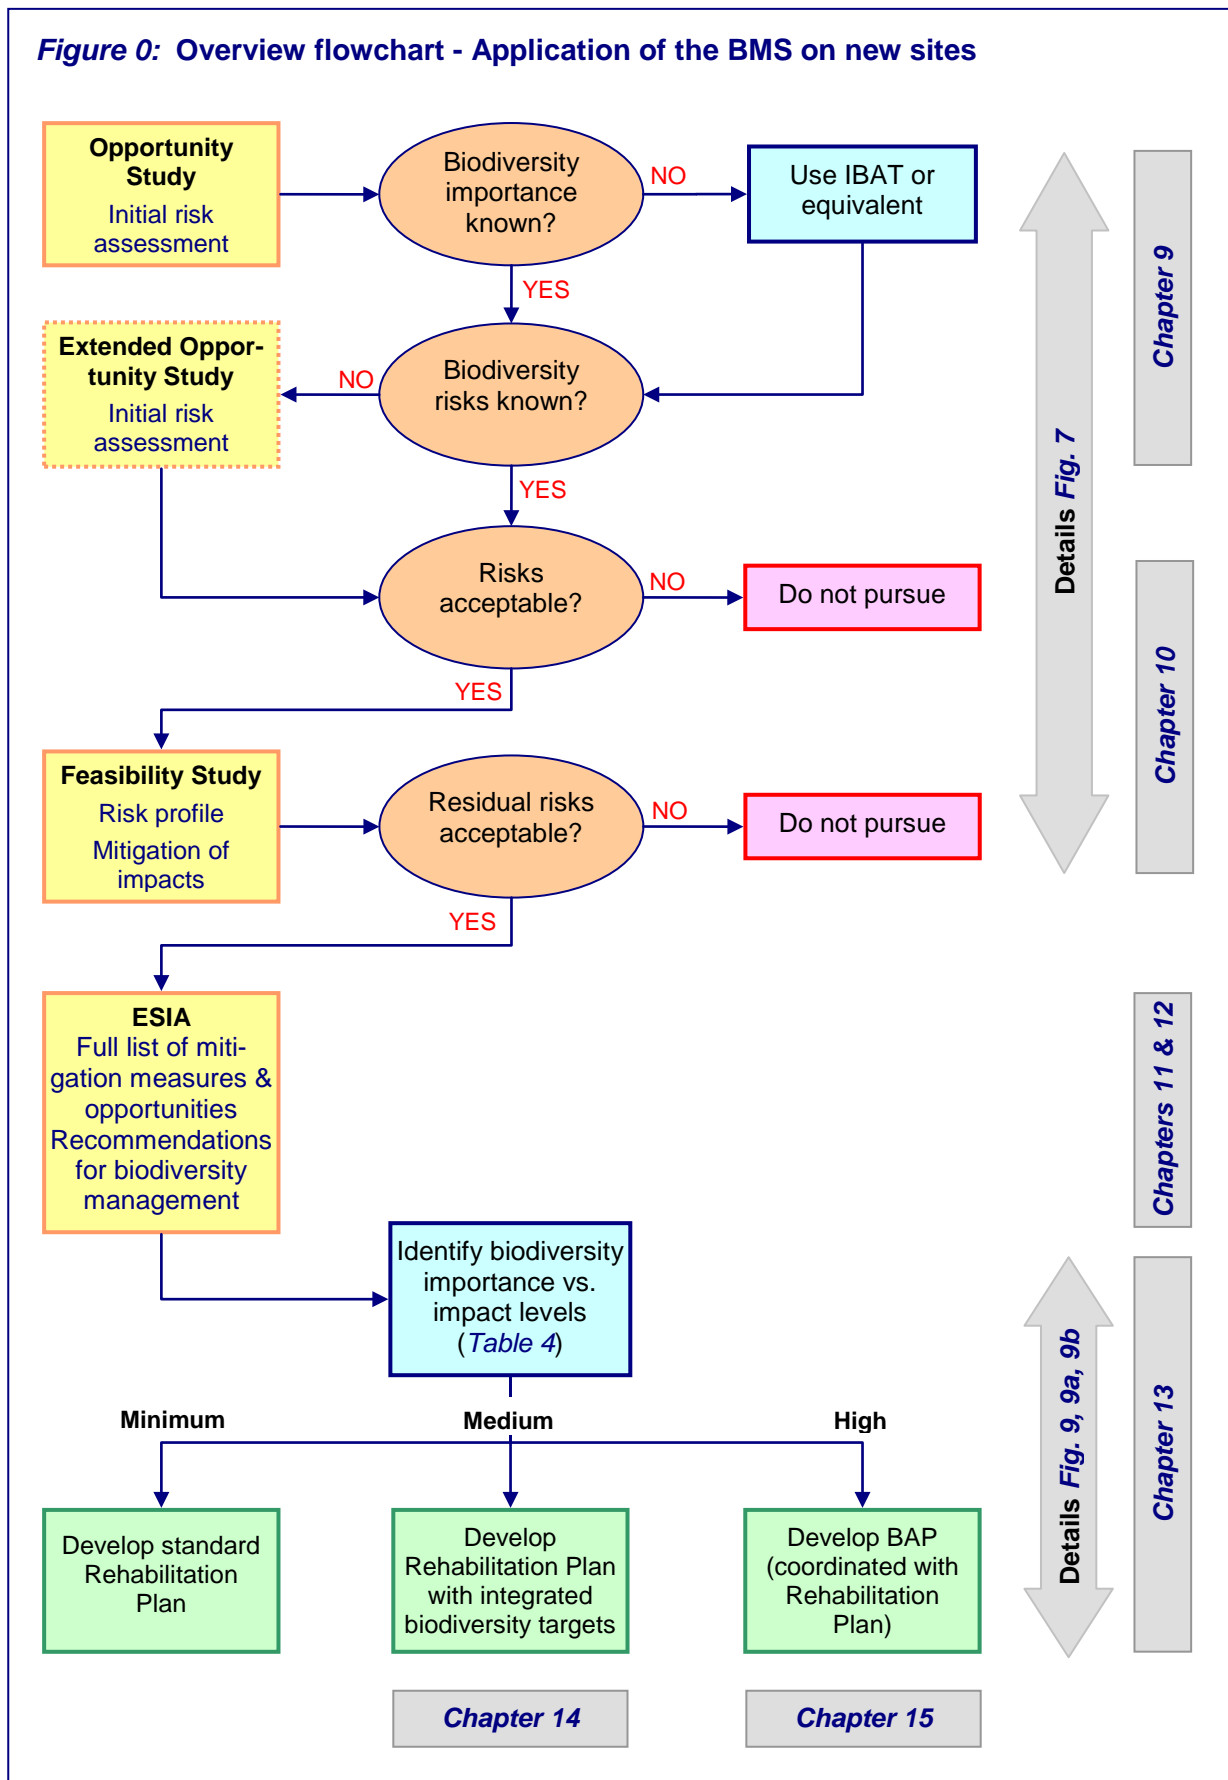 Figure 0: Overview flowchart - Application of the BMS on new sites
Opportunity
Study
Initial risk
assessment
Biodiversity
importance
known?
NO
Use IBAT or
equivalent
YES
Extended Oppor-
tunity Study
Initial risk
assessment
NO
Biodiversity
risks known?
YES
Risks
acceptable?
NO
Do not pursue
YES
Feasibility Study
Risk profile
Mitigation of
impacts
Residual risks
acceptable?
NO
Do not pursue
YES
ESIA
Full list of miti-
gation measures &
opportunities
Recommendations
for biodiversity
management
Identify biodiversity
importance vs.
impact levels
(Table 4)
Minimum
Medium
High
Develop standard
Rehabilitation
Plan
Develop
Rehabilitation Plan
with integrated
biodiversity targets
Develop BAP
(coordinated with
Rehabilitation
Plan)
Chapter 14
Chapter 15
Details Fig. 7
Chapter 9
Chapter 10
Chapters 11 & 12
Details Fig. 9, 9a, 9b
Chapter 13